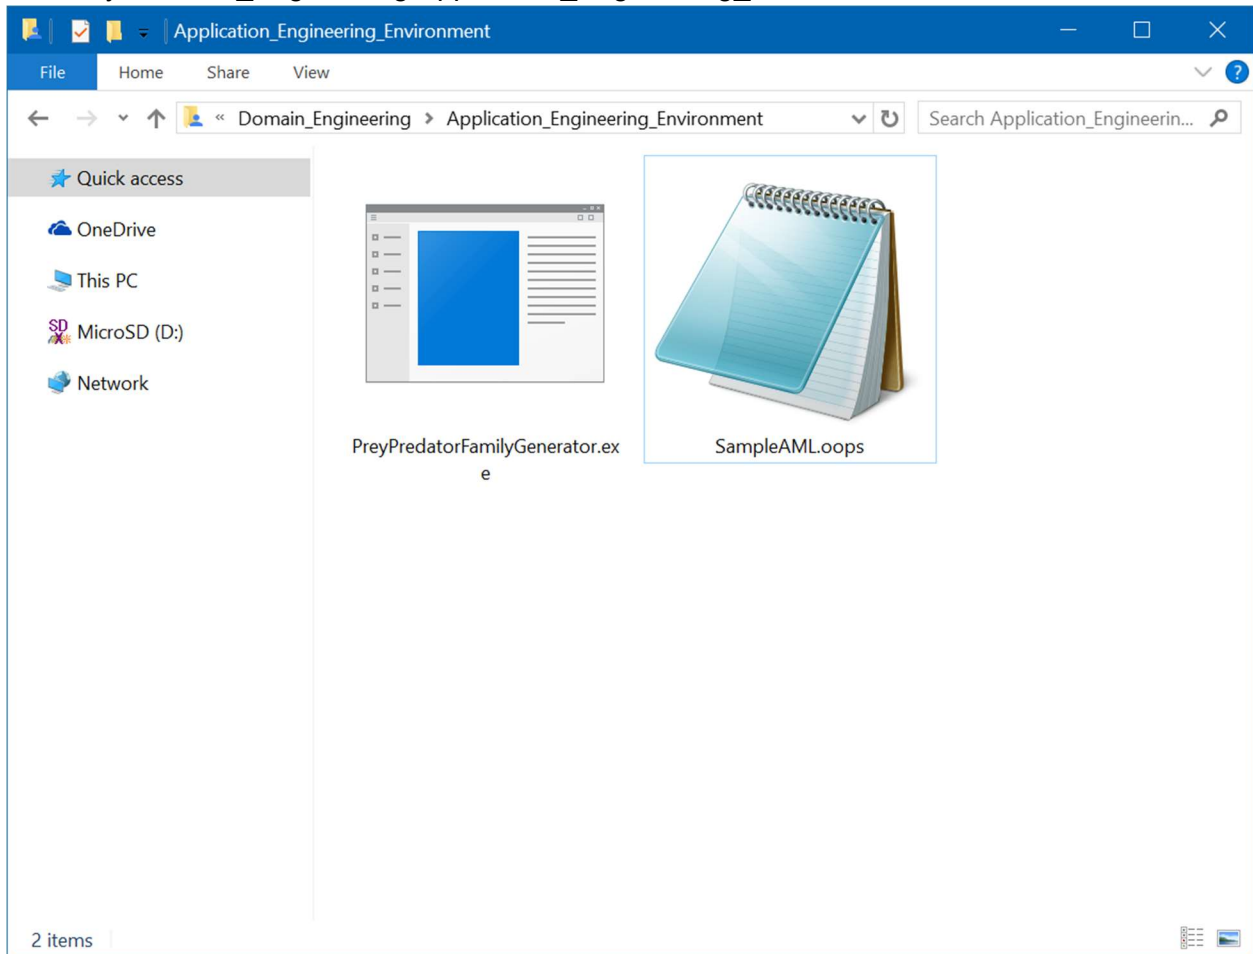 Application_Engineering_Environment
File Home Share View
?
« Domain_Engineering > Application_Engineering_Environment
Search Application_Engineerin...
Quick access
OneDrive
This PC
SD MicroSD (D:)
Network
PreyPredatorFamilyGenerator.ex
e
SampleAML.oops
2 items